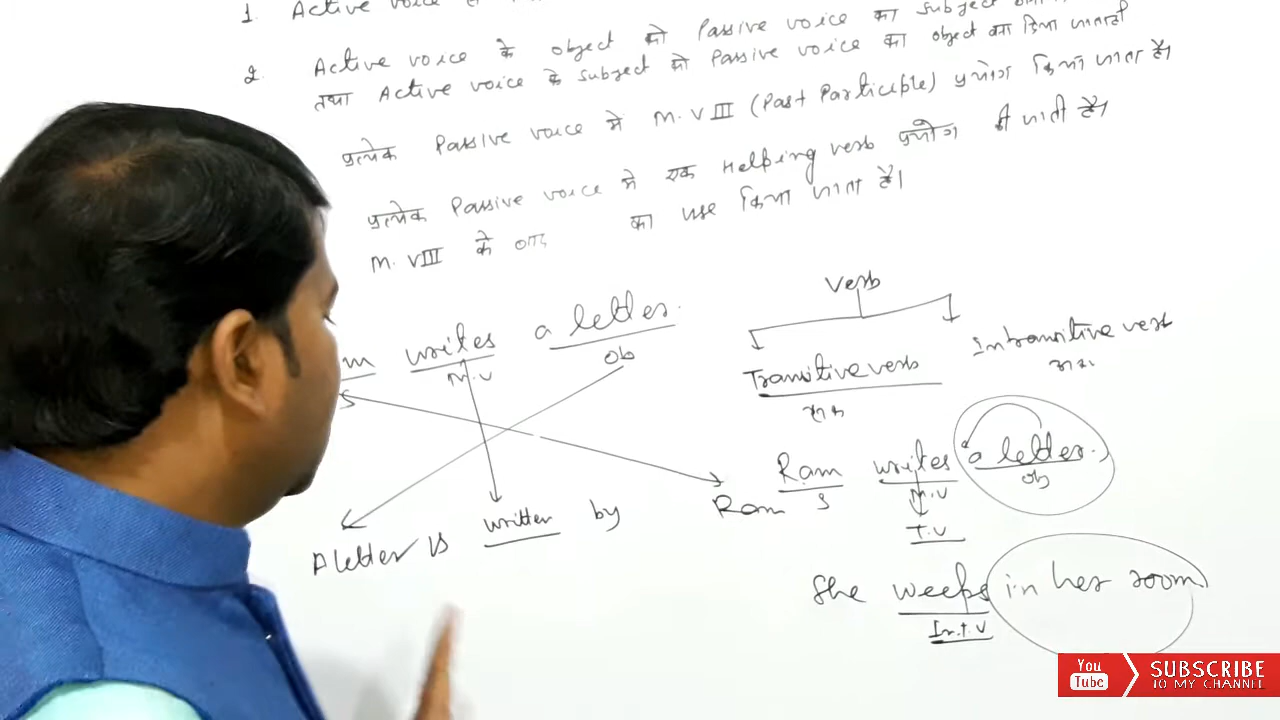 1. Active voice
2. Active voice के object को Passive voice का subject
तथा Active voice के subject को Passive voice का object बना दिया जाता है
प्रत्येक Passive voice मे M.VIII (Past Participle) प्रयोग किया जाता है।
प्रत्येक Passive voice मे एक Helping verb प्रयोग की जाती है।
M.VIII के बाद का use किया जाता है।
m writes a letter.
S M.V ob
A letter is written by Ram
Verb
Transitive verb Intransitive verb
Ram writes a letter.
S M.V ob
T.V
She weeps in her room
In.T.V
You Tube SUBSCRIBE TO MY CHANNEL